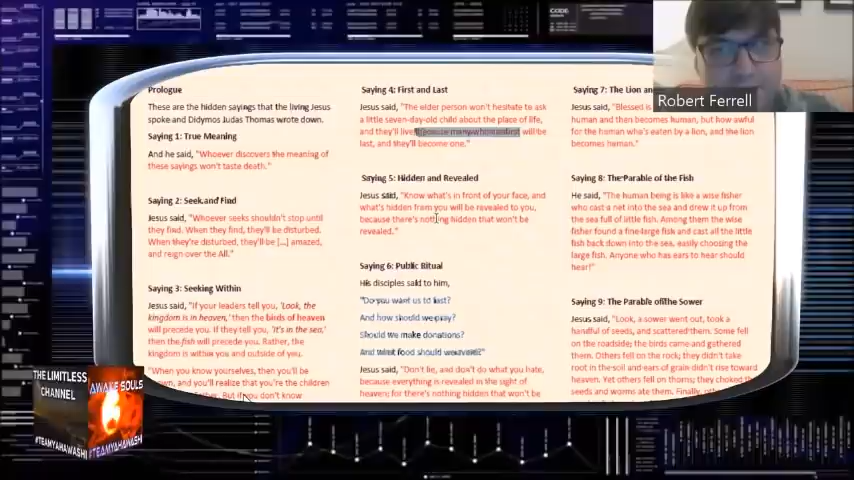 CODE:
Robert Ferrell
Prologue
These are the hidden sayings that the living Jesus
spoke and Didymos Judas Thomas wrote down.
Saying 1: True Meaning
And he said, "Whoever discovers the meaning of
these sayings won't taste death."
Saying 2: Seek and Find
Jesus said, "Whoever seeks shouldn't stop until
they find. When they find, they'll be disturbed.
When they're disturbed, they'll be [...] amazed,
and reign over the All."
Saying 3: Seeking Within
Jesus said, "If your leaders tell you, 'Look, the
kingdom is in heaven,' then the birds of heaven
will precede you. If they tell you, 'It's in the sea,'
then the fish will precede you. Rather, the
kingdom is within you and outside of you.
"When you know yourselves, then you'll be
and you'll realize that you're the children
But if you don't know
Saying 4: First and Last
Jesus said, "The elder person won't hesitate to ask
a little seven-day-old child about the place of life,
and they'll live, because many who are first will be
last, and they'll become one."
Saying 5: Hidden and Revealed
Jesus said, "Know what's in front of your face, and
what's hidden from you will be revealed to you,
because there's nothing hidden that won't be
revealed."
Saying 6: Public Ritual
His disciples said to him,
"Do you want us to fast?
And how should we pray?
Should we make donations?
And what food should we avoid?"
Jesus said, "Don't lie, and don't do what you hate,
because everything is revealed in the sight of
heaven; for there's nothing hidden that won't be
Saying 7: The Lion and
Jesus said, "Blessed is
human and then becomes human, but how awful
for the human who's eaten by a lion, and the lion
becomes human."
Saying 8: The Parable of the Fish
He said, "The human being is like a wise fisher
who cast a net into the sea and drew it up from
the sea full of little fish. Among them the wise
fisher found a fine large fish and cast all the little
fish back down into the sea, easily choosing the
large fish. Anyone who has ears to hear should
hear!"
Saying 9: The Parable of the Sower
Jesus said, "Look, a sower went out, took a
handful of seeds, and scattered them. Some fell
on the roadside; the birds came and gathered
them. Others fell on the rock; they didn't take
root in the soil and ears of grain didn't rise toward
heaven. Yet others fell on thorns; they choked the
seeds and worms ate them. Finally,
THE LIMITLESS
CHANNEL
#TEAMYAHAWASHI
AWAKE SOULS
#TEAMYAHAWASHI